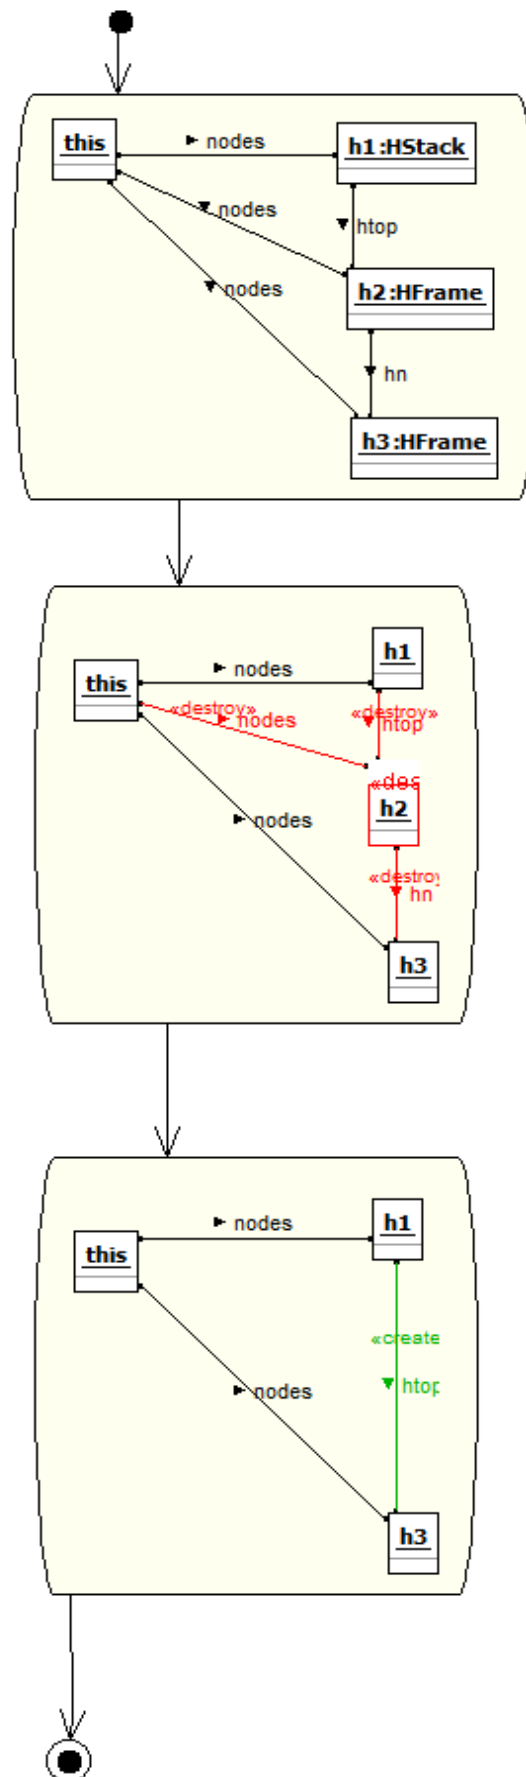 this
nodes
h1:HStack
nodes
htop
h2:HFrame
nodes
hn
h3:HFrame
h1
this
nodes
«destroy»
nodes
«destroy»
htop
«des
h2
nodes
«destroy
hn
h3
h1
this
nodes
«create
htop
nodes
h3